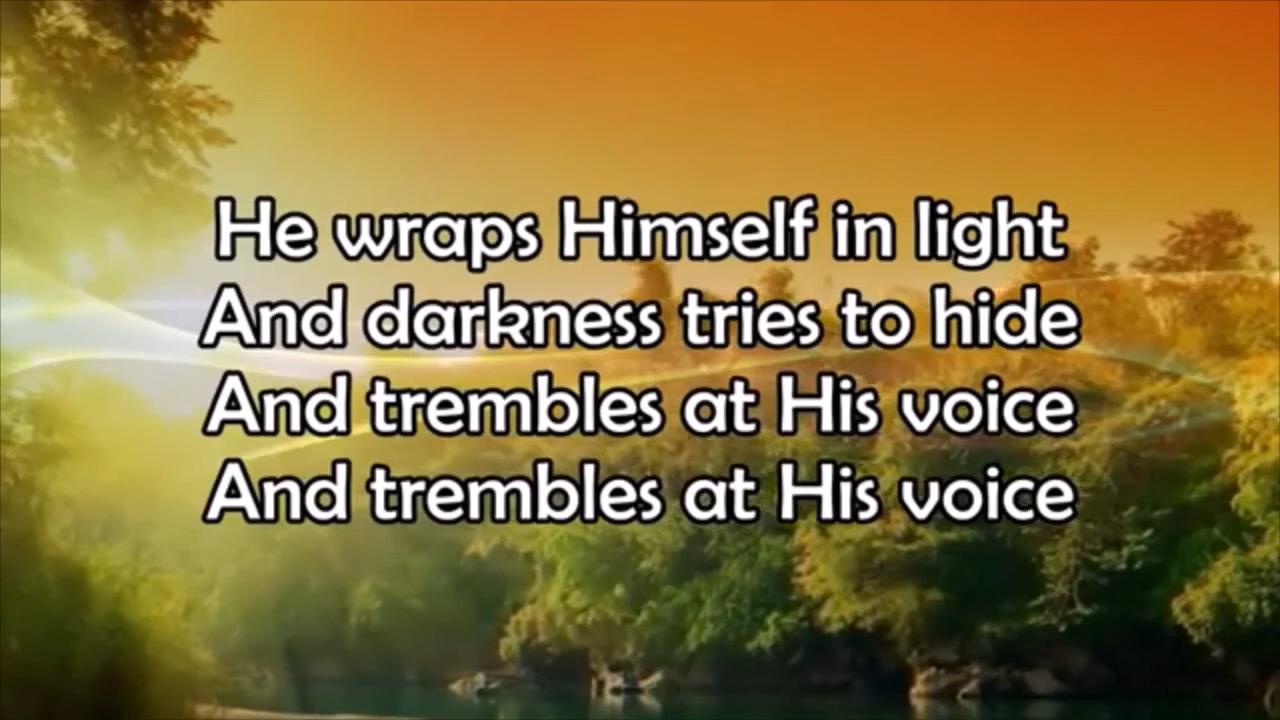 He wraps Himself in light
And darkness tries to hide
And trembles at His voice
And trembles at His voice